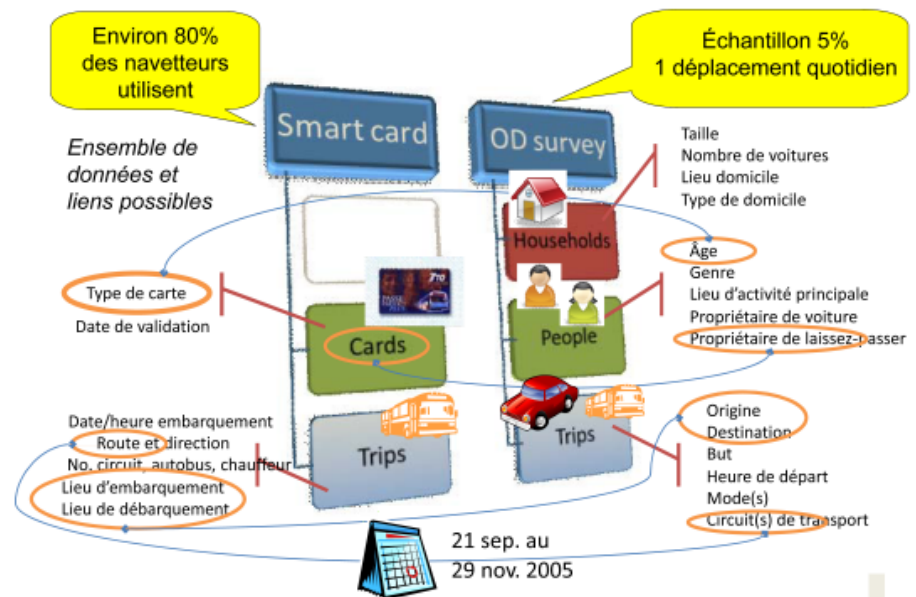 Environ 80%
des navetteurs
utilisent
Échantillon 5%
1 déplacement quotidien
Smart card
OD survey
Ensemble de
données et
liens possibles
Taille
Nombre de voitures
Lieu domicile
Type de domicile
Households
Âge
Genre
Lieu d'activité principale
Propriétaire de voiture
Propriétaire de laissez-passer
Type de carte
Date de validation
Cards
People
Date/heure embarquement
Route et direction
No. circuit, autobus, chauffeur
Lieu d'embarquement
Lieu de débarquement
Trips
Trips
Origine
Destination
But
Heure de départ
Mode(s)
Circuit(s) de transport
21 sep. au
29 nov. 2005